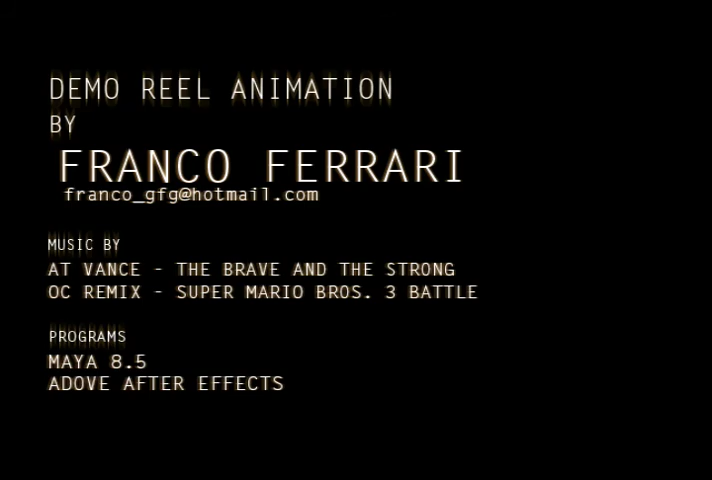 DEMO REEL ANIMATION
BY
FRANCO FERRARI
franco_gfg@hotmail.com
MUSIC BY
AT VANCE - THE BRAVE AND THE STRONG
OC REMIX - SUPER MARIO BROS. 3 BATTLE
PROGRAMS
MAYA 8.5
ADOVE AFTER EFFECTS